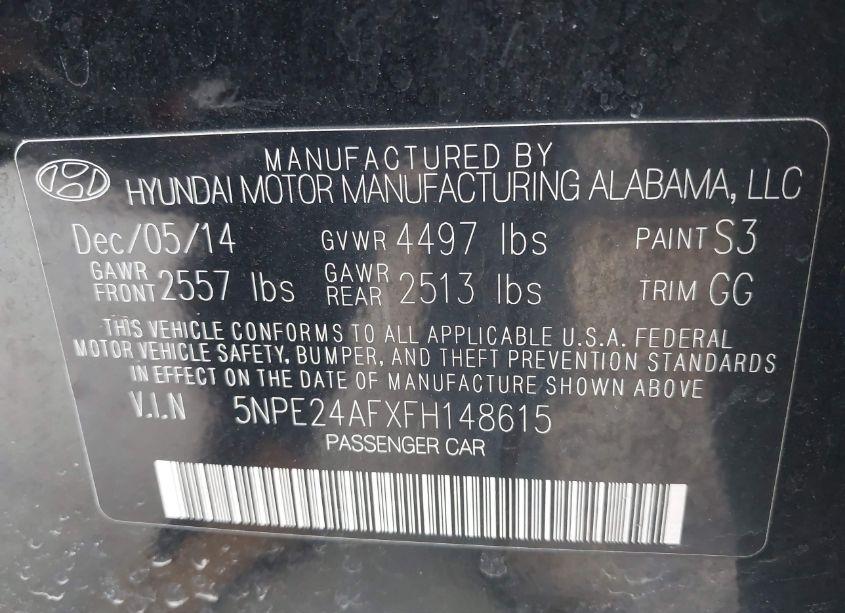 MANUFACTURED BY
HYUNDAI MOTOR MANUFACTURING ALABAMA, LLC
Dec/05/14 GVWR 4497 lbs PAINT S3
GAWR FRONT 2557 lbs GAWR REAR 2513 lbs TRIM GG
THIS VEHICLE CONFORMS TO ALL APPLICABLE U.S.A. FEDERAL
MOTOR VEHICLE SAFETY, BUMPER, AND THEFT PREVENTION STANDARDS
IN EFFECT ON THE DATE OF MANUFACTURE SHOWN ABOVE
V.I.N 5NPE24AFXFH148615
PASSENGER CAR